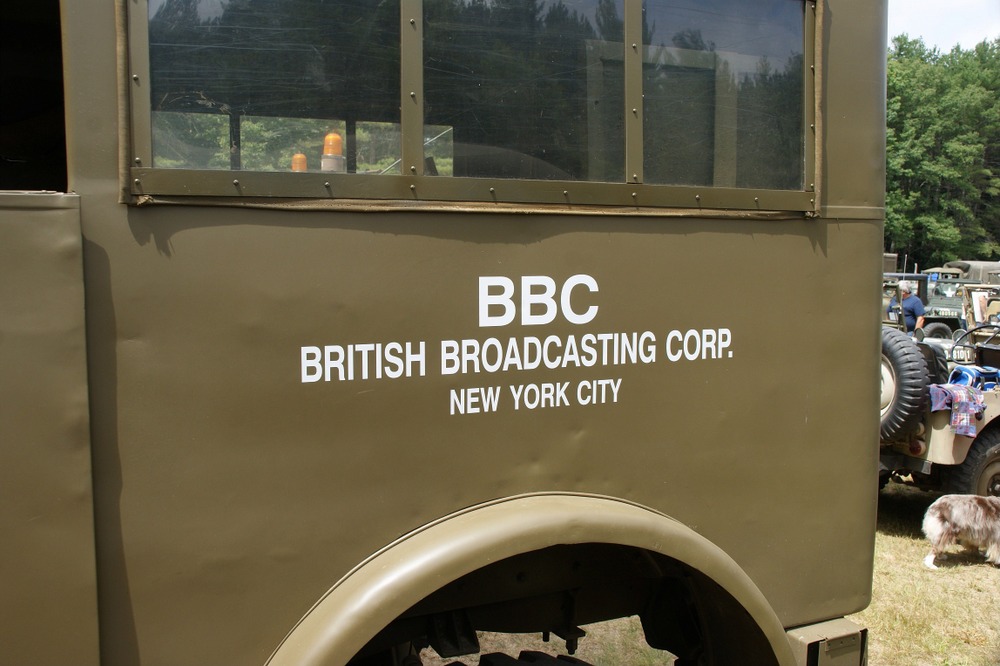 BBC
BRITISH BROADCASTING CORP.
NEW YORK CITY